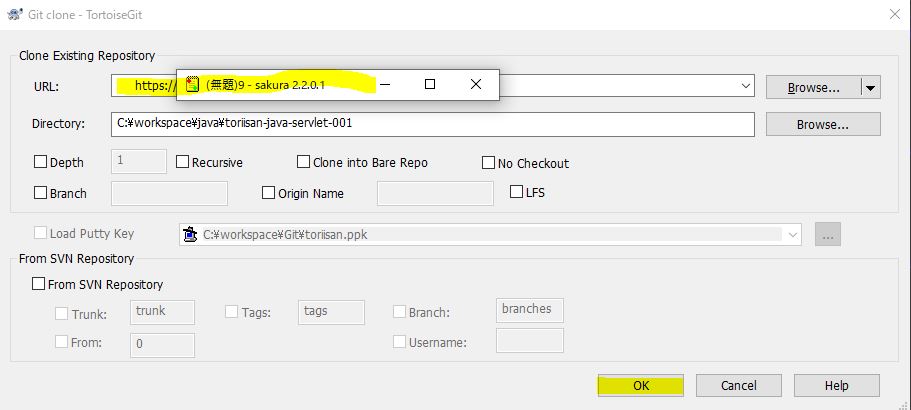 Git clone - TortoiseGit
Clone Existing Repository
URL: https:// Browse...
(無題)9 - sakura 2.2.0.1
Directory: C:¥workspace¥java¥toriisan-java-servlet-001 Browse...
Depth 1 Recursive Clone into Bare Repo No Checkout
Branch Origin Name LFS
Load Putty Key C:¥workspace¥Git¥toriisan.ppk ...
From SVN Repository
From SVN Repository
Trunk: trunk Tags: tags Branch: branches
From: 0 Username:
OK Cancel Help